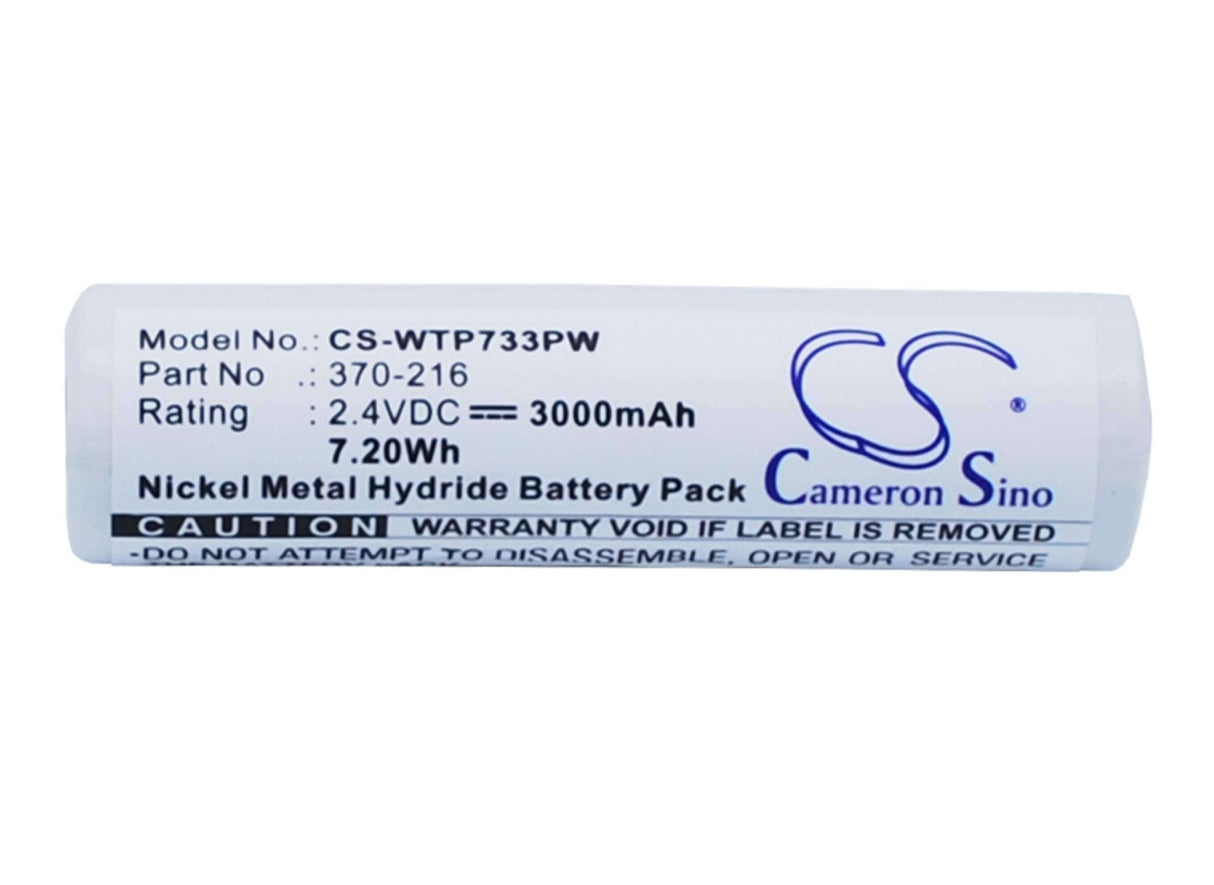 Model No.: CS-WTP733PW
Part No .: 370-216
Rating : 2.4VDC 3000mAh
7.20Wh
Nickel Metal Hydride Battery Pack
CS ®
Cameron Sino
CAUTION WARRANTY VOID IF LABEL IS REMOVED
-DO NOT ATTEMPT TO DISASSEMBLE, OPEN OR SERVICE